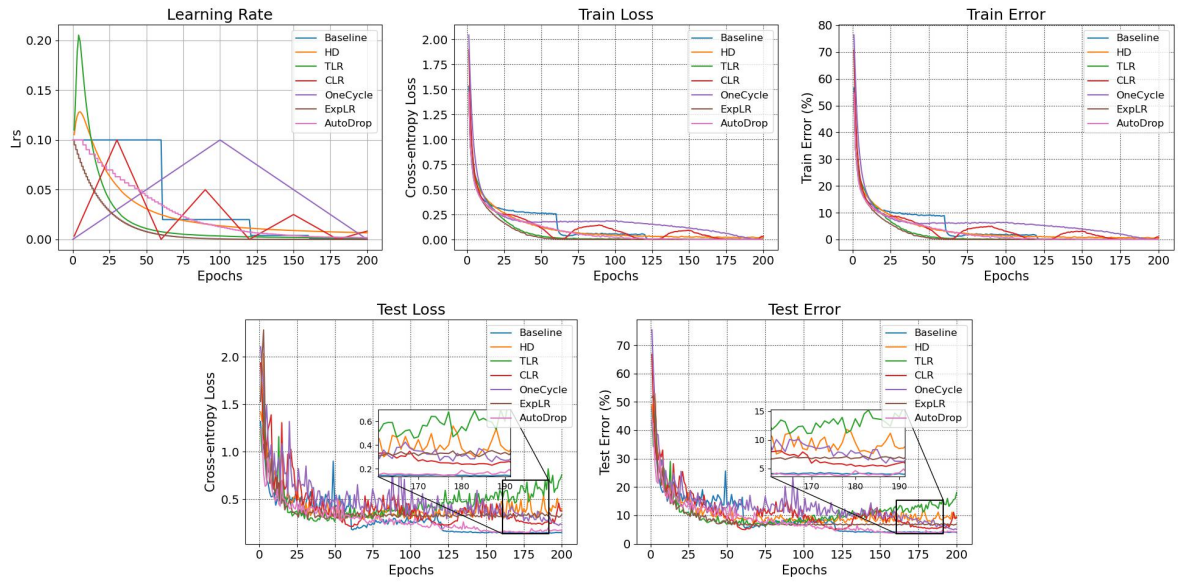 Learning Rate
Lrs
0.20
0.15
0.10
0.05
0.00
0 25 50 75 100 125 150 175 200
Epochs
Baseline
HD
TLR
CLR
OneCycle
ExpLR
AutoDrop
Train Loss
Cross-entropy Loss
2.00
1.75
1.50
1.25
1.00
0.75
0.50
0.25
0.00
0 25 50 75 100 125 150 175 200
Epochs
Baseline
HD
TLR
CLR
OneCycle
ExpLR
AutoDrop
Train Error
Train Error (%)
80
70
60
50
40
30
20
10
0
0 25 50 75 100 125 150 175 200
Epochs
Baseline
HD
TLR
CLR
OneCycle
ExpLR
AutoDrop
Test Loss
Cross-entropy Loss
2.0
1.5
1.0
0.5
0 25 50 75 100 125 150 175 200
Epochs
Baseline
HD
TLR
CLR
OneCycle
ExpLR
AutoDrop
0.6
0.4
0.2
170 180 190
Test Error
Test Error (%)
70
60
50
40
30
20
10
0
0 25 50 75 100 125 150 175 200
Epochs
Baseline
HD
TLR
CLR
OneCycle
ExpLR
AutoDrop
15
10
5
170 180 190